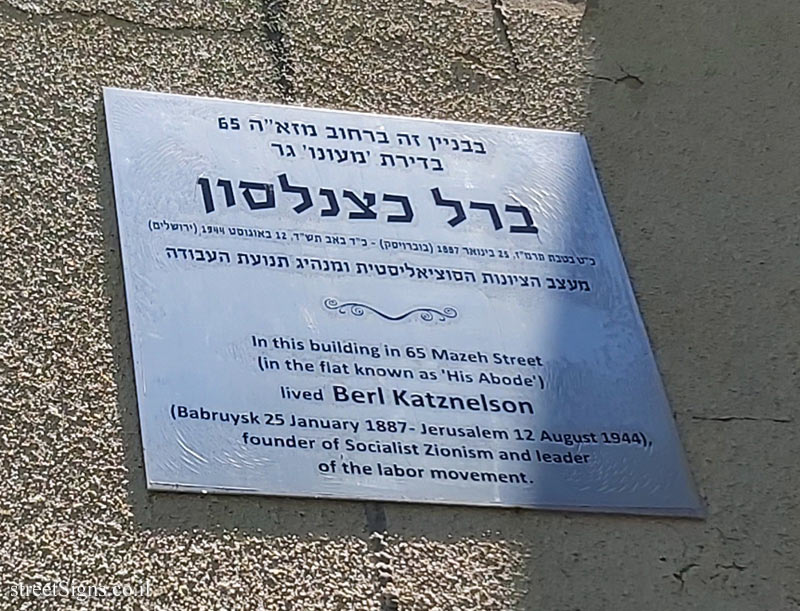 בבניין זה ברחוב מזא"ה 65
בדירת 'מעונו' גר
ברל כצנלסון
כ"ט בטבת תרמ"ז, 25 בינואר 1887 (בוברויסק) - כ"ד באב תש"ד, 12 באוגוסט 1944 (ירושלים)
מעצב הציונות הסוציאליסטית ומנהיג תנועת העבודה
In this building in 65 Mazeh Street
(in the flat known as 'His Abode')
lived Berl Katznelson
(Babruysk 25 January 1887- Jerusalem 12 August 1944),
founder of Socialist Zionism and leader
of the labor movement.
streetSigns.co.il